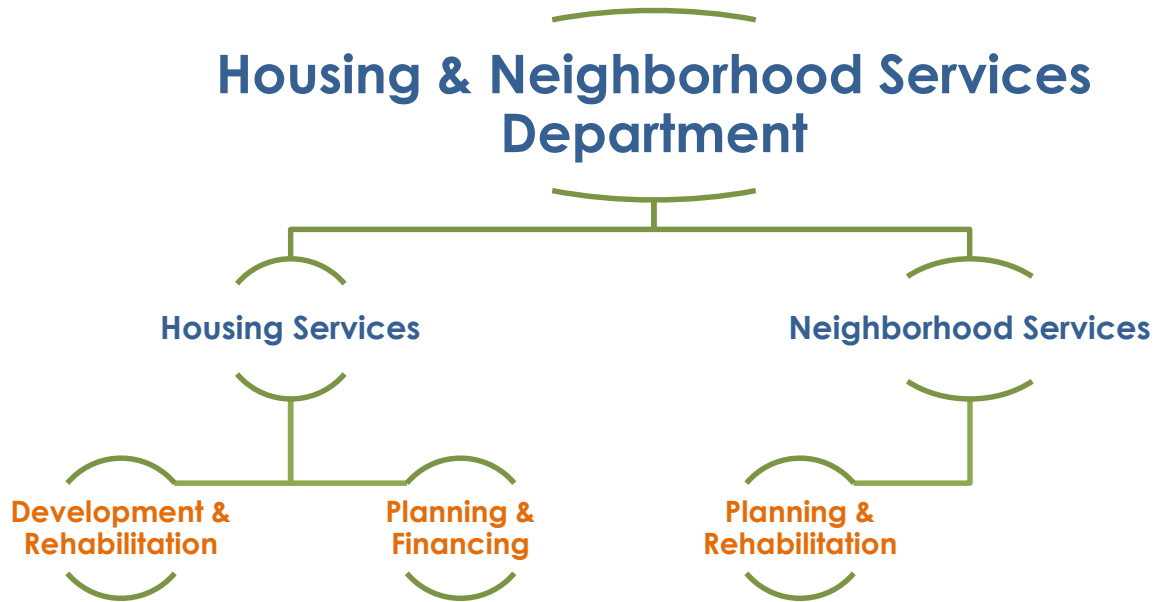 Housing & Neighborhood Services
Department
Housing Services
Neighborhood Services
Development &
Rehabilitation
Planning &
Financing
Planning &
Rehabilitation